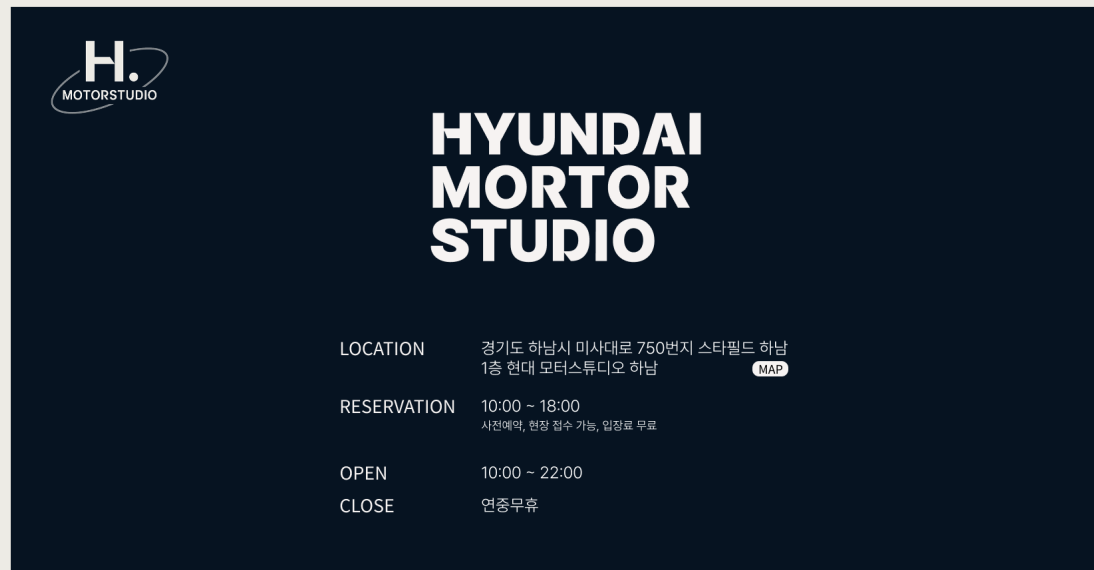 H.
MOTORSTUDIO
HYUNDAI
MORTOR
STUDIO
LOCATION 경기도 하남시 미사대로 750번지 스타필드 하남
1층 현대 모터스튜디오 하남 MAP
RESERVATION 10:00 ~ 18:00
사전예약, 현장 접수 가능, 입장료 무료
OPEN 10:00 ~ 22:00
CLOSE 연중무휴